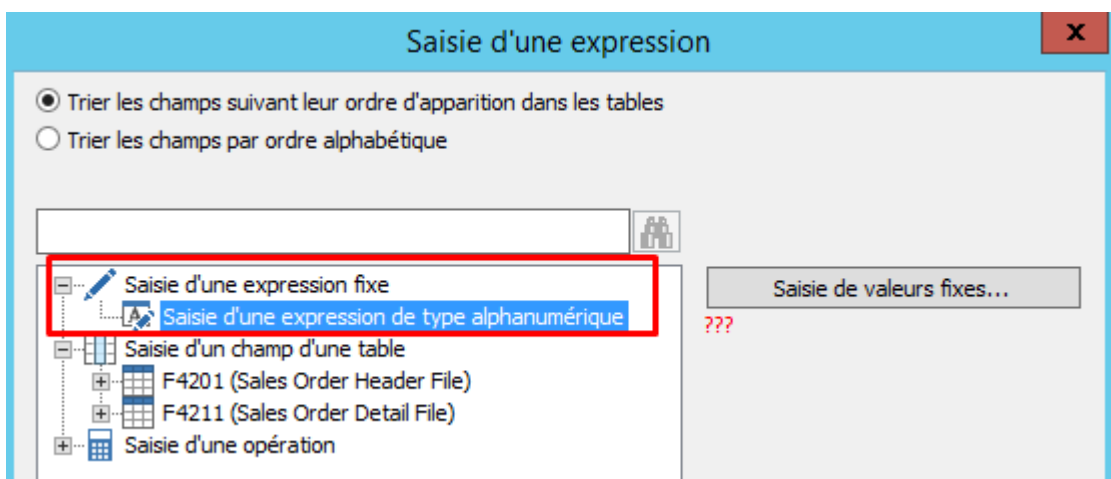 Saisie d'une expression
x
Trier les champs suivant leur ordre d'apparition dans les tables
Trier les champs par ordre alphabétique
Saisie d'une expression fixe
Saisie de valeurs fixes...
Saisie d'une expression de type alphanumérique
???
Saisie d'un champ d'une table
F4201 (Sales Order Header File)
F4211 (Sales Order Detail File)
Saisie d'une opération